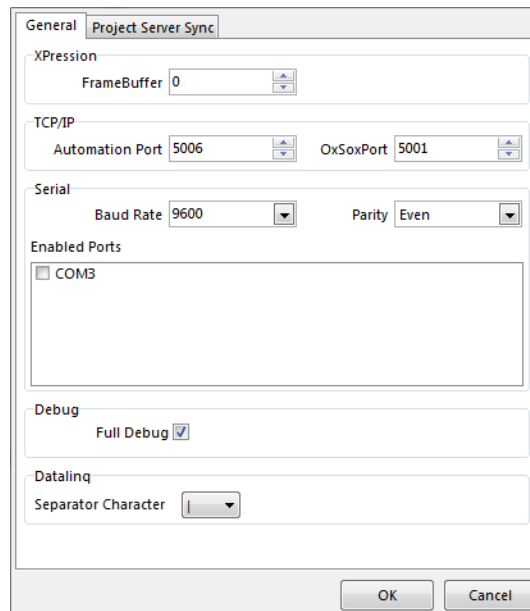 General Project Server Sync
XPression
FrameBuffer 0
TCP/IP
Automation Port 5006 OxSoxPort 5001
Serial
Baud Rate 9600 Parity Even
Enabled Ports
COM3
Debug
Full Debug
Datalinq
Separator Character |
OK Cancel